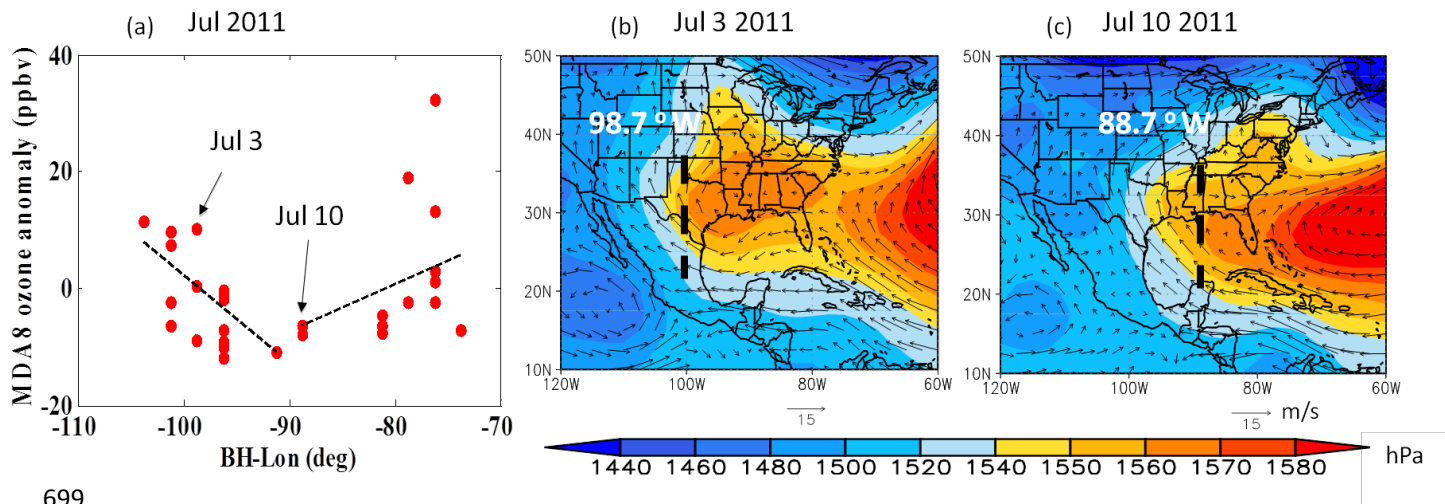 (a) Jul 2011
MDA8 ozone anomaly (ppbv)
40
20
0
-20
-110 -100 -90 -80 -70
BH-Lon (deg)
Jul 3
Jul 10
(b) Jul 3 2011
50N
40N
30N
20N
10N
120W 100W 80W 60W
98.7 º W
15
(c) Jul 10 2011
50N
40N
30N
20N
10N
120W 100W 80W 60W
88.7 º W
15 m/s
1440 1460 1480 1500 1520 1540 1550 1560 1570 1580 hPa
699